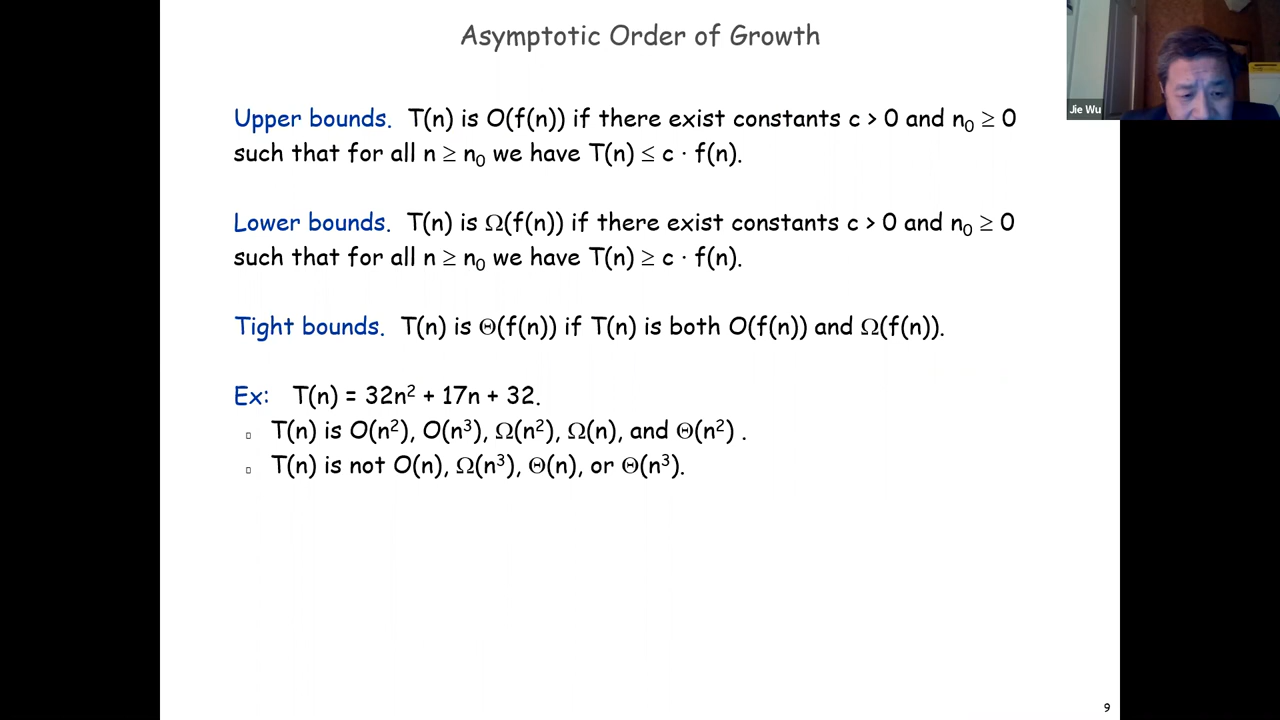 Asymptotic Order of Growth
Jie Wu
Upper bounds. T(n) is O(f(n)) if there exist constants c > 0 and n₀ ≥ 0
such that for all n ≥ n₀ we have T(n) ≤ c · f(n).
Lower bounds. T(n) is Ω(f(n)) if there exist constants c > 0 and n₀ ≥ 0
such that for all n ≥ n₀ we have T(n) ≥ c · f(n).
Tight bounds. T(n) is Θ(f(n)) if T(n) is both O(f(n)) and Ω(f(n)).
Ex: T(n) = 32n² + 17n + 32.
T(n) is O(n²), O(n³), Ω(n²), Ω(n), and Θ(n²) .
T(n) is not O(n), Ω(n³), Θ(n), or Θ(n³).
9